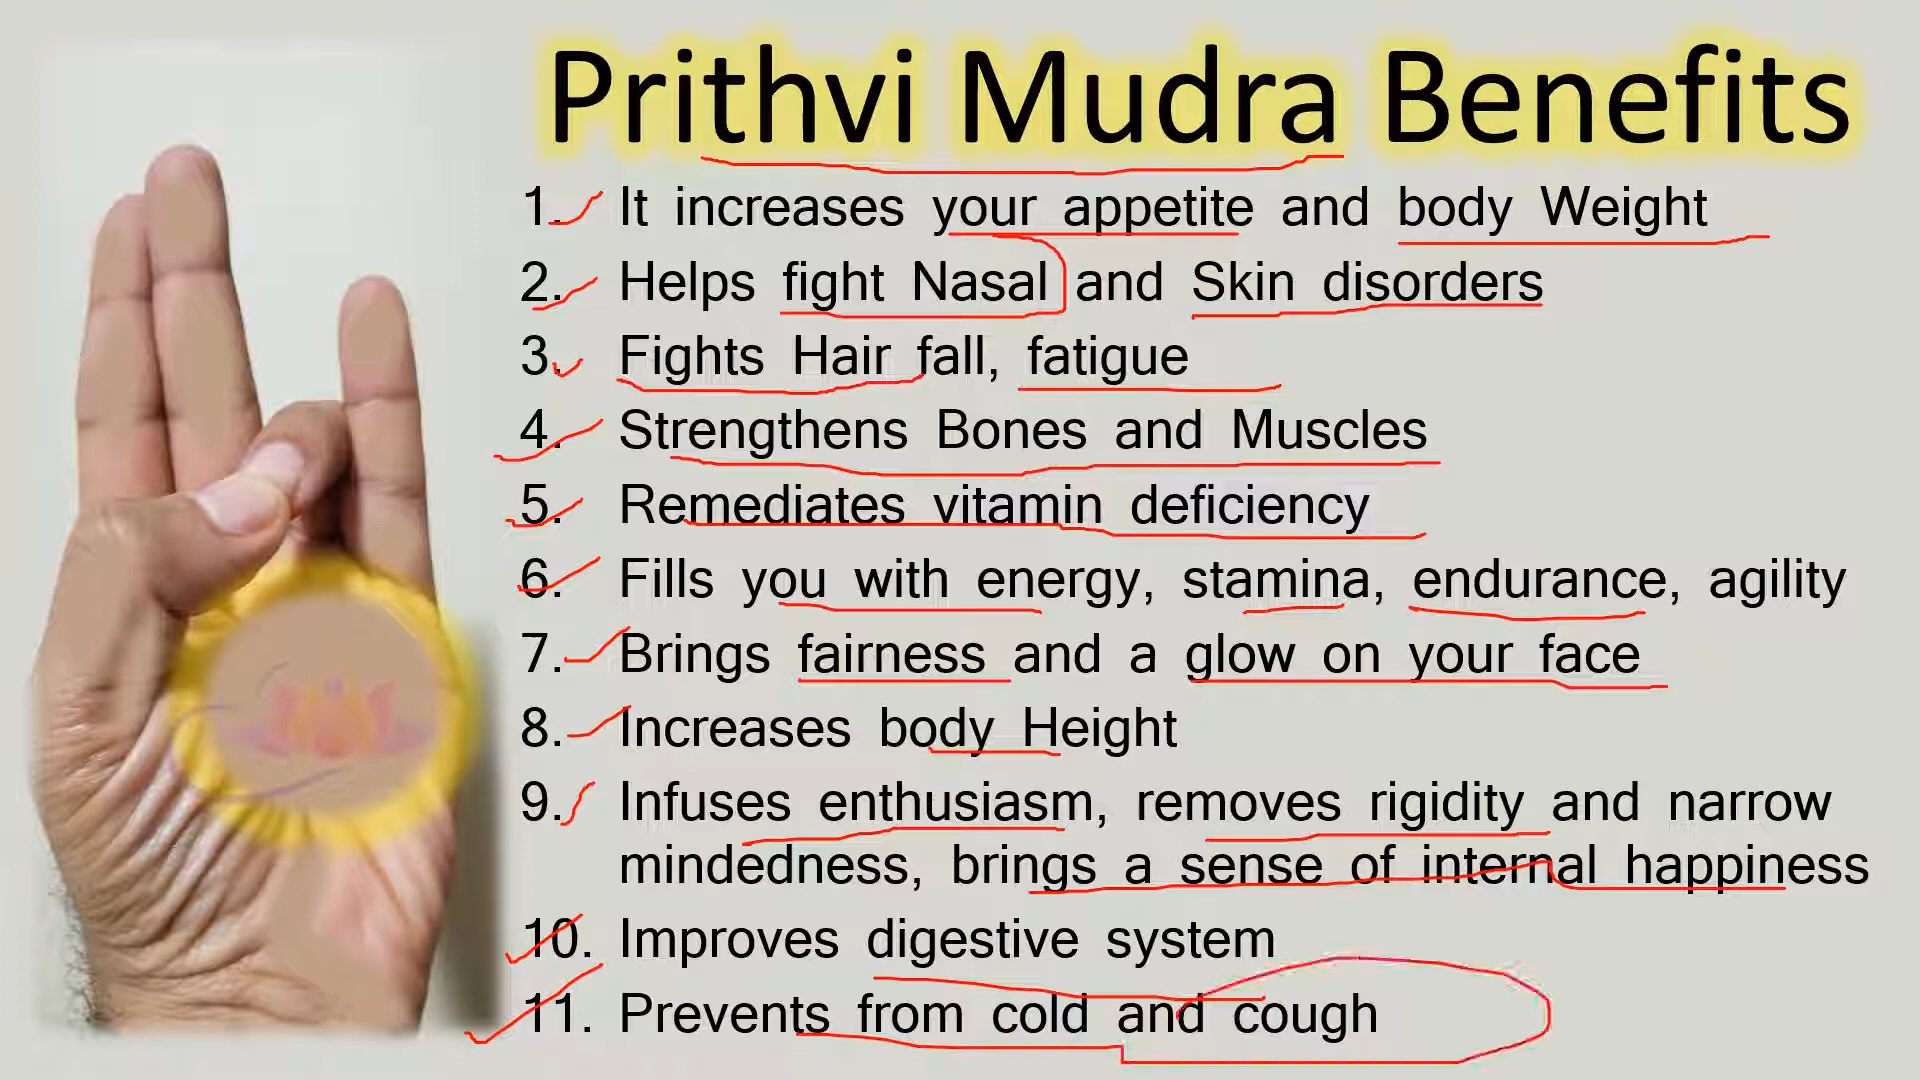 Prithvi Mudra Benefits
1. It increases your appetite and body Weight
2. Helps fight Nasal and Skin disorders
3. Fights Hair fall, fatigue
4. Strengthens Bones and Muscles
5. Remediates vitamin deficiency
6. Fills you with energy, stamina, endurance, agility
7. Brings fairness and a glow on your face
8. Increases body Height
9. Infuses enthusiasm, removes rigidity and narrow
mindedness, brings a sense of internal happiness
10. Improves digestive system
11. Prevents from cold and cough